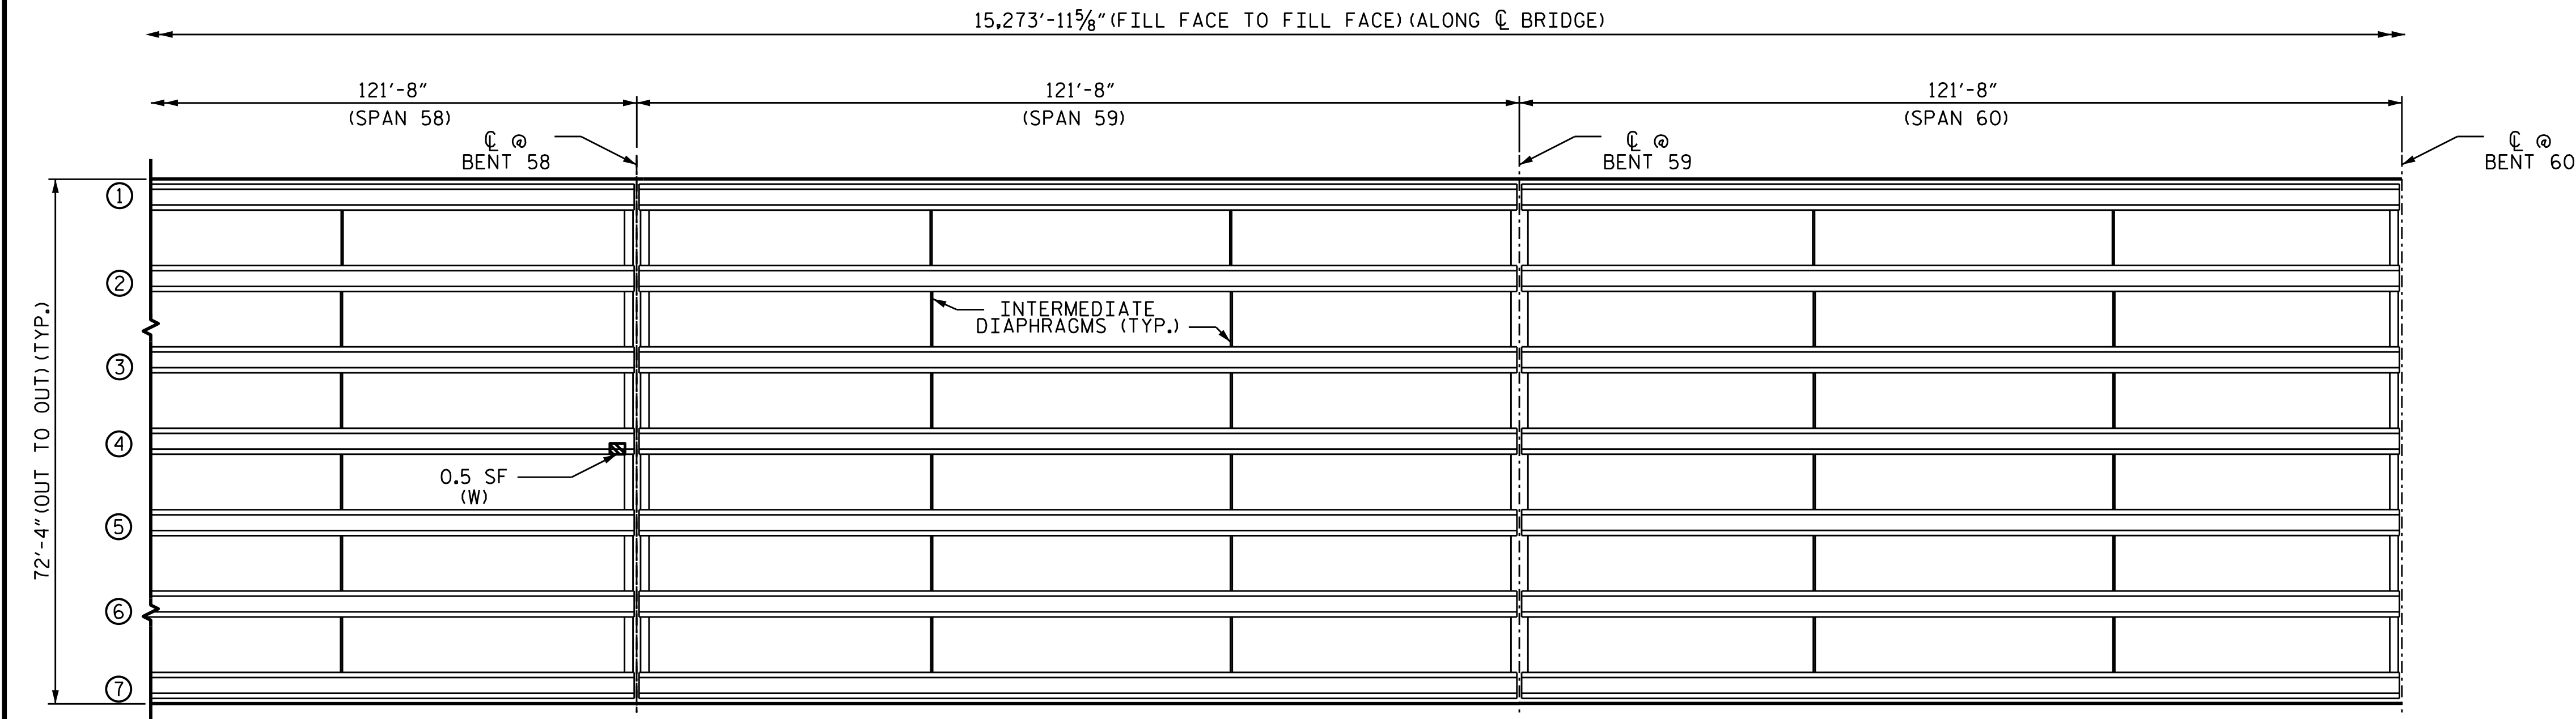 15,273'-11⅝" (FILL FACE TO FILL FACE) (ALONG ℄ BRIDGE)
121'-8"
(SPAN 58)
121'-8"
(SPAN 59)
121'-8"
(SPAN 60)
℄ @
BENT 58
℄ @
BENT 59
℄ @
BENT 60
72'-4" (OUT TO OUT) (TYP.)
1
2
INTERMEDIATE
DIAPHRAGMS (TYP.)
3
4
0.5 SF
(W)
5
6
7